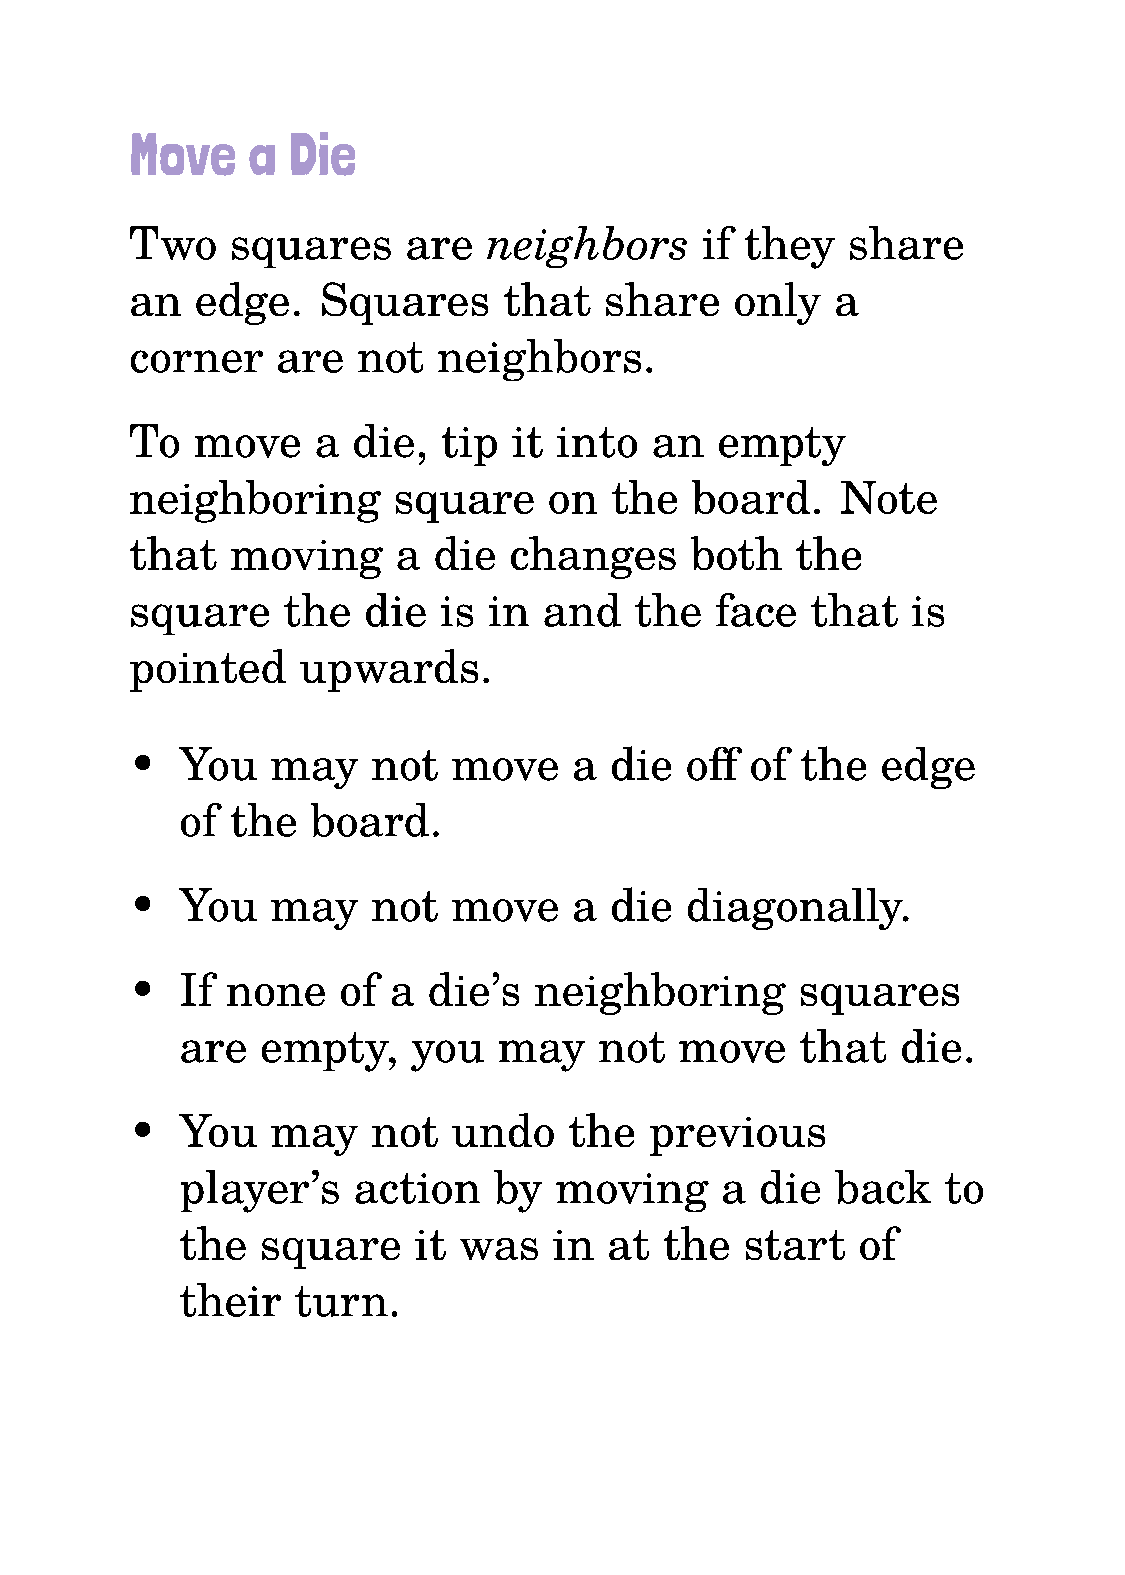 Move a Die
Two squares are neighbors if they share
an edge. Squares that share only a
corner are not neighbors.
To move a die, tip it into an empty
neighboring square on the board. Note
that moving a die changes both the
square the die is in and the face that is
pointed upwards.
• You may not move a die off of the edge
of the board.
• You may not move a die diagonally.
• If none of a die’s neighboring squares
are empty, you may not move that die.
• You may not undo the previous
player’s action by moving a die back to
the square it was in at the start of
their turn.